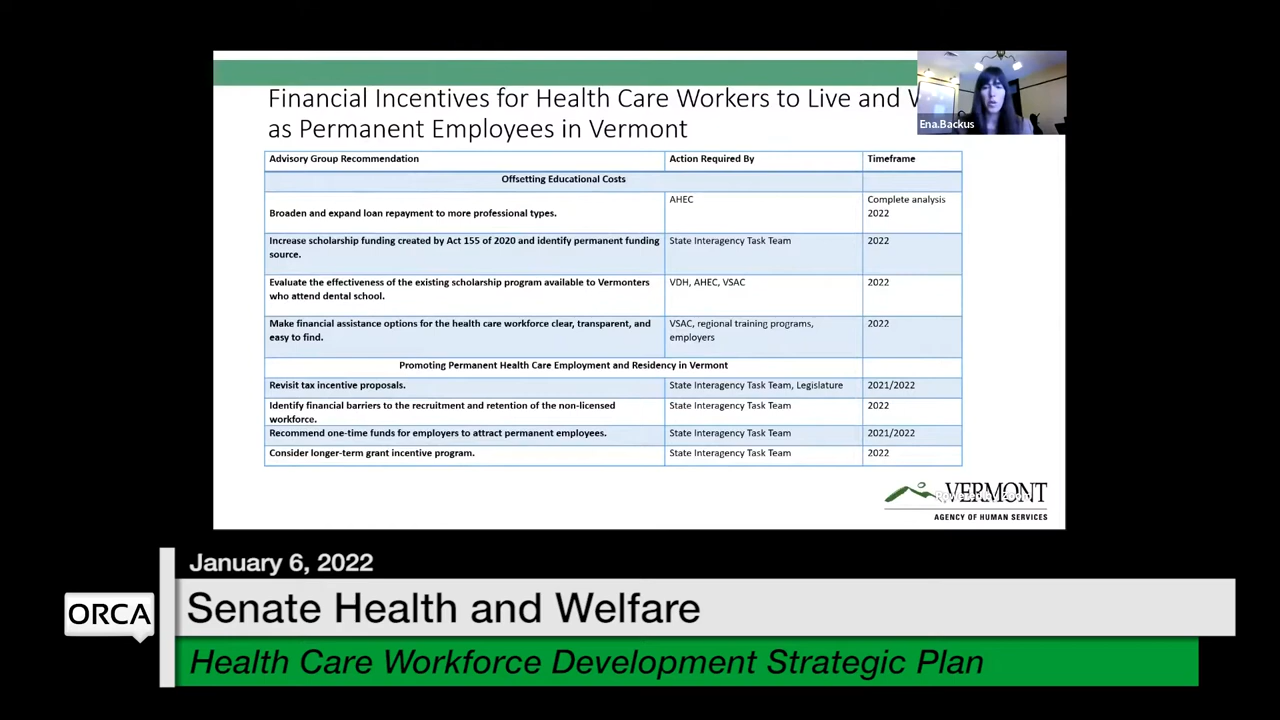 Financial Incentives for Health Care Workers to Live and
as Permanent Employees in Vermont
Ena.Backus
Advisory Group Recommendation Action Required By Timeframe
Offsetting Educational Costs
Broaden and expand loan repayment to more professional types. AHEC Complete analysis
2022
Increase scholarship funding created by Act 155 of 2020 and identify permanent funding State Interagency Task Team 2022
source.
Evaluate the effectiveness of the existing scholarship program available to Vermonters VDH, AHEC, VSAC 2022
who attend dental school.
Make financial assistance options for the health care workforce clear, transparent, and VSAC, regional training programs, 2022
easy to find. employers
Promoting Permanent Health Care Employment and Residency in Vermont
Revisit tax incentive proposals. State Interagency Task Team, Legislature 2021/2022
Identify financial barriers to the recruitment and retention of the non-licensed State Interagency Task Team 2022
workforce.
Recommend one-time funds for employers to attract permanent employees. State Interagency Task Team 2021/2022
Consider longer-term grant incentive program. State Interagency Task Team 2022
VERMONT
AGENCY OF HUMAN SERVICES
January 6, 2022
ORCA
Senate Health and Welfare
Health Care Workforce Development Strategic Plan